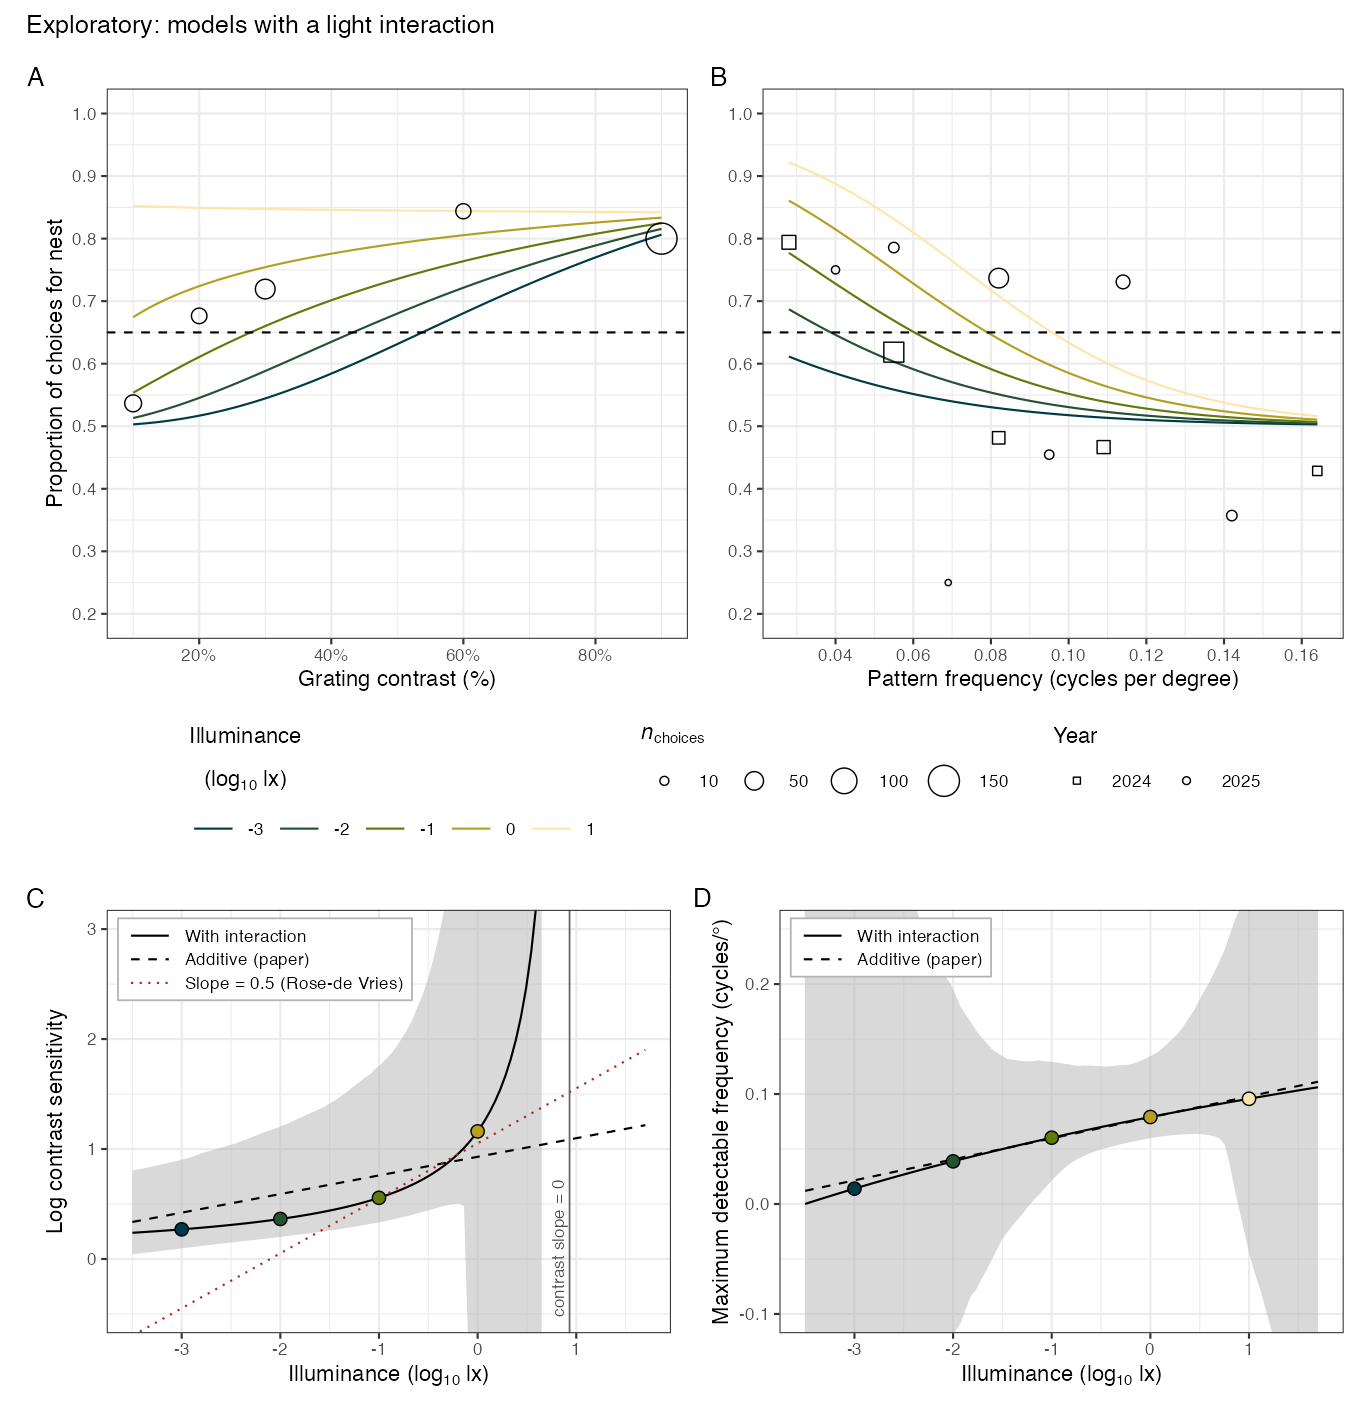 Exploratory: models with a light interaction
A
B
Proportion of choices for nest
1.0
0.9
0.8
0.7
0.6
0.5
0.4
0.3
0.2
20%
40%
60%
80%
Grating contrast (%)
1.0
0.9
0.8
0.7
0.6
0.5
0.4
0.3
0.2
0.04
0.06
0.08
0.10
0.12
0.14
0.16
Pattern frequency (cycles per degree)
Illuminance
(log₁₀ lx)
-3
-2
-1
0
1
n choices
10
50
100
150
Year
2024
2025
C
D
Log contrast sensitivity
3
2
1
0
With interaction
Additive (paper)
Slope = 0.5 (Rose-de Vries)
contrast slope = 0
-3
-2
-1
0
1
Illuminance (log₁₀ lx)
Maximum detectable frequency (cycles/°)
0.2
0.1
0.0
-0.1
With interaction
Additive (paper)
-3
-2
-1
0
1
Illuminance (log₁₀ lx)